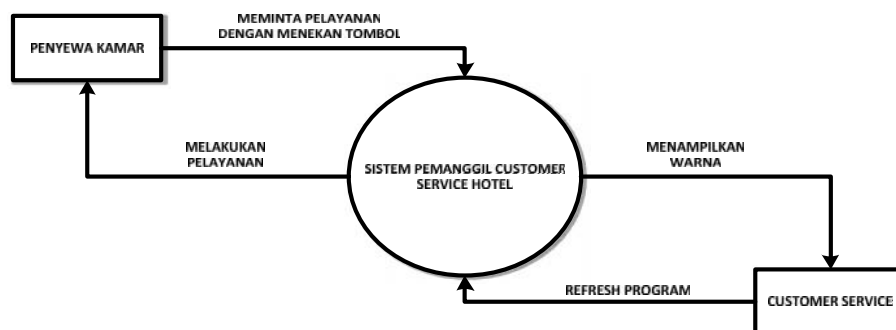 MEMINTA PELAYANAN
DENGAN MENEKAN TOMBOL
PENYEWA KAMAR
MELAKUKAN
PELAYANAN
SISTEM PEMANGGIL CUSTOMER
SERVICE HOTEL
MENAMPILKAN
WARNA
REFRESH PROGRAM
CUSTOMER SERVICE